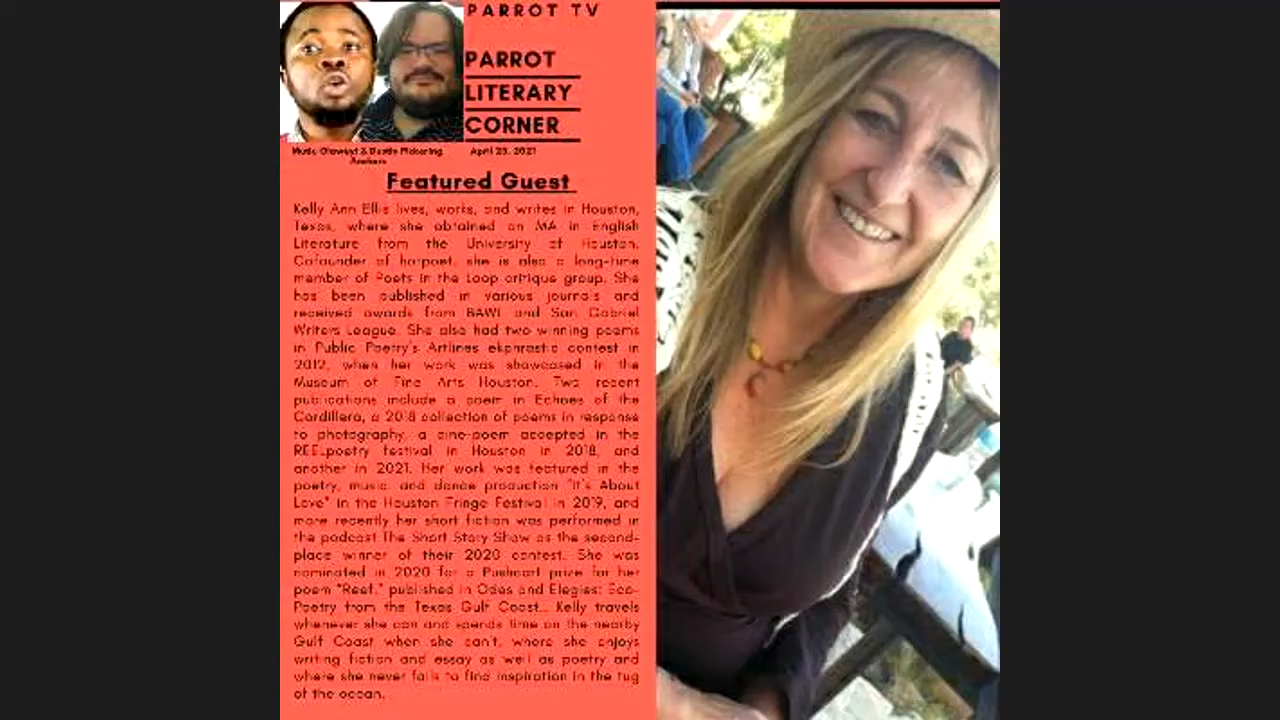 PARROT TV
PARROT
LITERARY
CORNER
& Dustin Pickering,
Anchors
April 25, 2021
Featured Guest
Kelly Ann Ellis lives, works, and writes in Houston,
Texas, where she obtained an MA in English
Literature from the University of Houston.
Cofounder of hotpoet, she is also a long-time
member of Poets in the Loop critique group. She
has been published in various journals and
received awards from BAWL and San Gabriel
Writers League. She also had two winning poems
in Public Poetry's Artlines ekphrastic contest in
2012, when her work was showcased in the
Museum of Fine Arts Houston. Two recent
publications include a poem in Echoes of the
Cordillera, a 2018 collection of poems in response
to photography, a cine-poem accepted in the
REELpoetry festival in Houston in 2018, and
another in 2021. Her work was featured in the
poetry, music, and dance production "It's About
Love" in the Houston Fringe Festival in 2019, and
more recently her short fiction was performed in
the podcast The Short Story Show as the second-
place winner of their 2020 contest. She was
nominated in 2020 for a Pushcart prize for her
poem "Reef," published in Odes and Elegies: Eco-
Poetry from the Texas Gulf Coast.. Kelly travels
whenever she can and spends time on the nearby
Gulf Coast when she can't, where she enjoys
writing fiction and essay as well as poetry and
where she never fails to find inspiration in the tug
of the ocean.